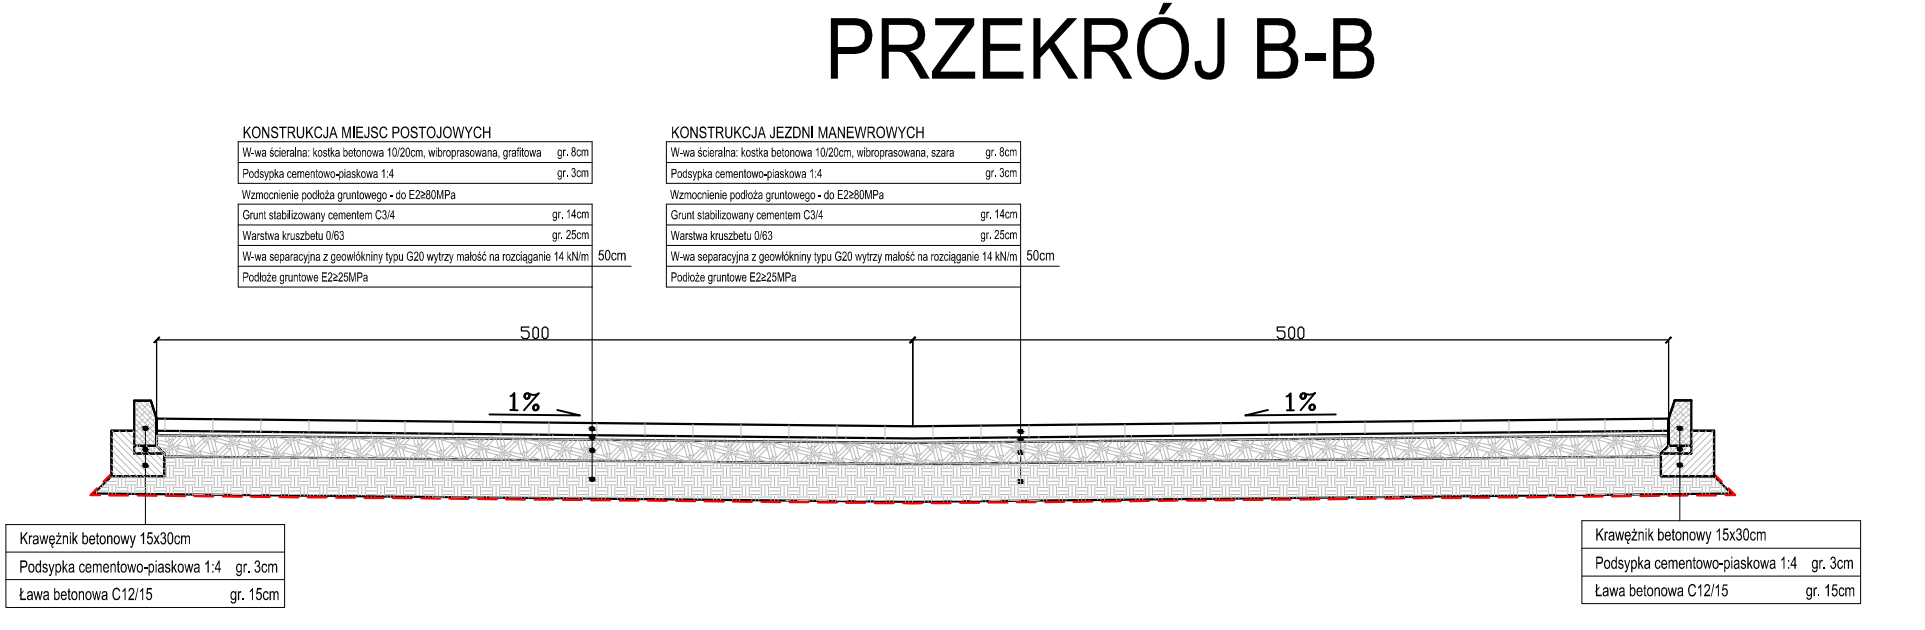 PRZEKRÓJ B-B
KONSTRUKCJA MIEJSC POSTOJOWYCH
W-wa ścieralna: kostka betonowa 10/20cm, wibroprasowana, grafitowa gr. 8cm
Podsypka cementowo-piaskowa 1:4 gr. 3cm
Wzmocnienie podłoża gruntowego - do E2≥80MPa
Grunt stabilizowany cementem C3/4 gr. 14cm
Warstwa kruszbetu 0/63 gr. 25cm
W-wa separacyjna z geowłókniny typu G20 wytrzy małość na rozciąganie 14 kN/m 50cm
Podłoże gruntowe E2≥25MPa
KONSTRUKCJA JEZDNI MANEWROWYCH
W-wa ścieralna: kostka betonowa 10/20cm, wibroprasowana, szara gr. 8cm
Podsypka cementowo-piaskowa 1:4 gr. 3cm
Wzmocnienie podłoża gruntowego - do E2≥80MPa
Grunt stabilizowany cementem C3/4 gr. 14cm
Warstwa kruszbetu 0/63 gr. 25cm
W-wa separacyjna z geowłókniny typu G20 wytrzy małość na rozciąganie 14 kN/m 50cm
Podłoże gruntowe E2≥25MPa
500 500
1% 1%
Krawężnik betonowy 15x30cm
Podsypka cementowo-piaskowa 1:4 gr. 3cm
Ława betonowa C12/15 gr. 15cm
Krawężnik betonowy 15x30cm
Podsypka cementowo-piaskowa 1:4 gr. 3cm
Ława betonowa C12/15 gr. 15cm